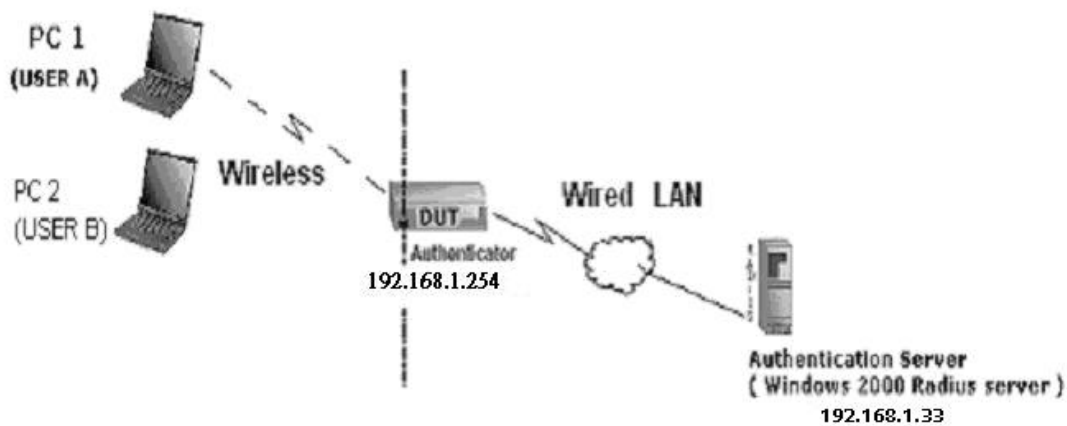 PC 1
(USER A)
PC 2
(USER B)
Wireless
DUT
Authenticator
192.168.1.254
Wired LAN
Authentication Server
( Windows 2000 Radius server )
192.168.1.33